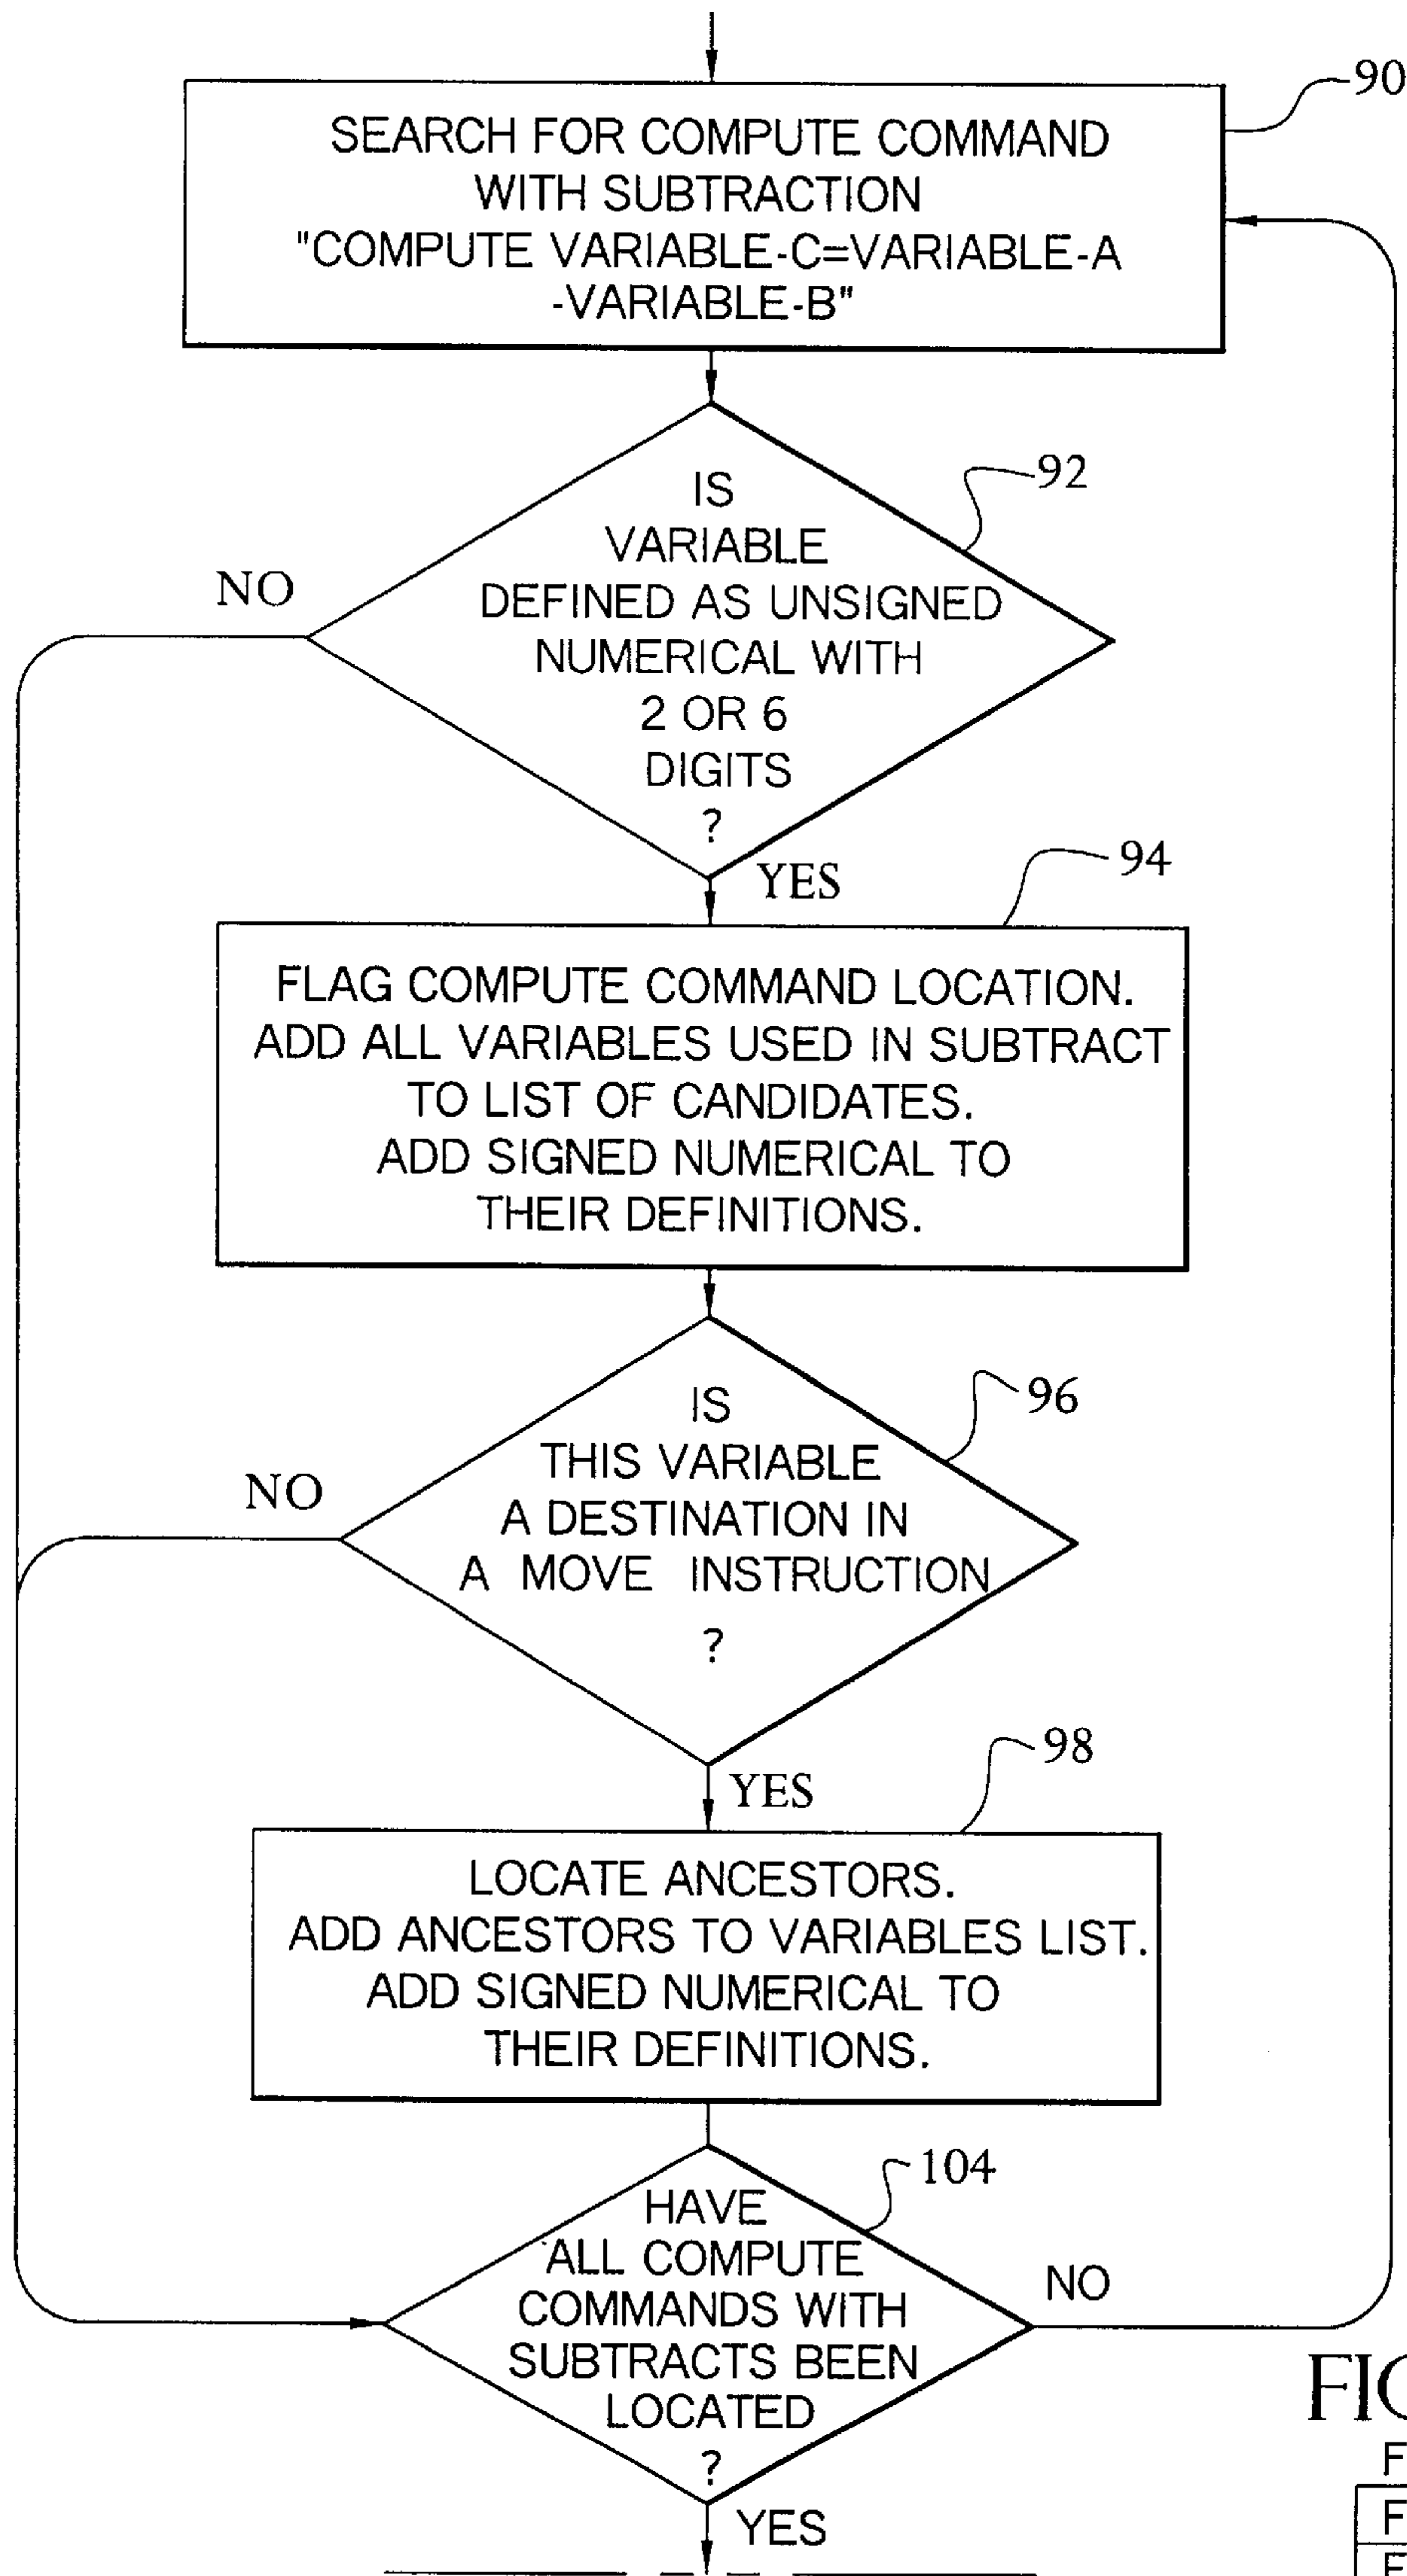 90
SEARCH FOR COMPUTE COMMAND
WITH SUBTRACTION
"COMPUTE VARIABLE-C=VARIABLE-A
-VARIABLE-B"
92
IS
VARIABLE
DEFINED AS UNSIGNED
NUMERICAL WITH
2 OR 6
DIGITS
?
NO
YES
94
FLAG COMPUTE COMMAND LOCATION.
ADD ALL VARIABLES USED IN SUBTRACT
TO LIST OF CANDIDATES.
ADD SIGNED NUMERICAL TO
THEIR DEFINITIONS.
96
IS
THIS VARIABLE
A DESTINATION IN
A MOVE INSTRUCTION
?
NO
YES
98
LOCATE ANCESTORS.
ADD ANCESTORS TO VARIABLES LIST.
ADD SIGNED NUMERICAL TO
THEIR DEFINITIONS.
104
HAVE
ALL COMPUTE
COMMANDS WITH
SUBTRACTS BEEN
LOCATED
?
NO
YES